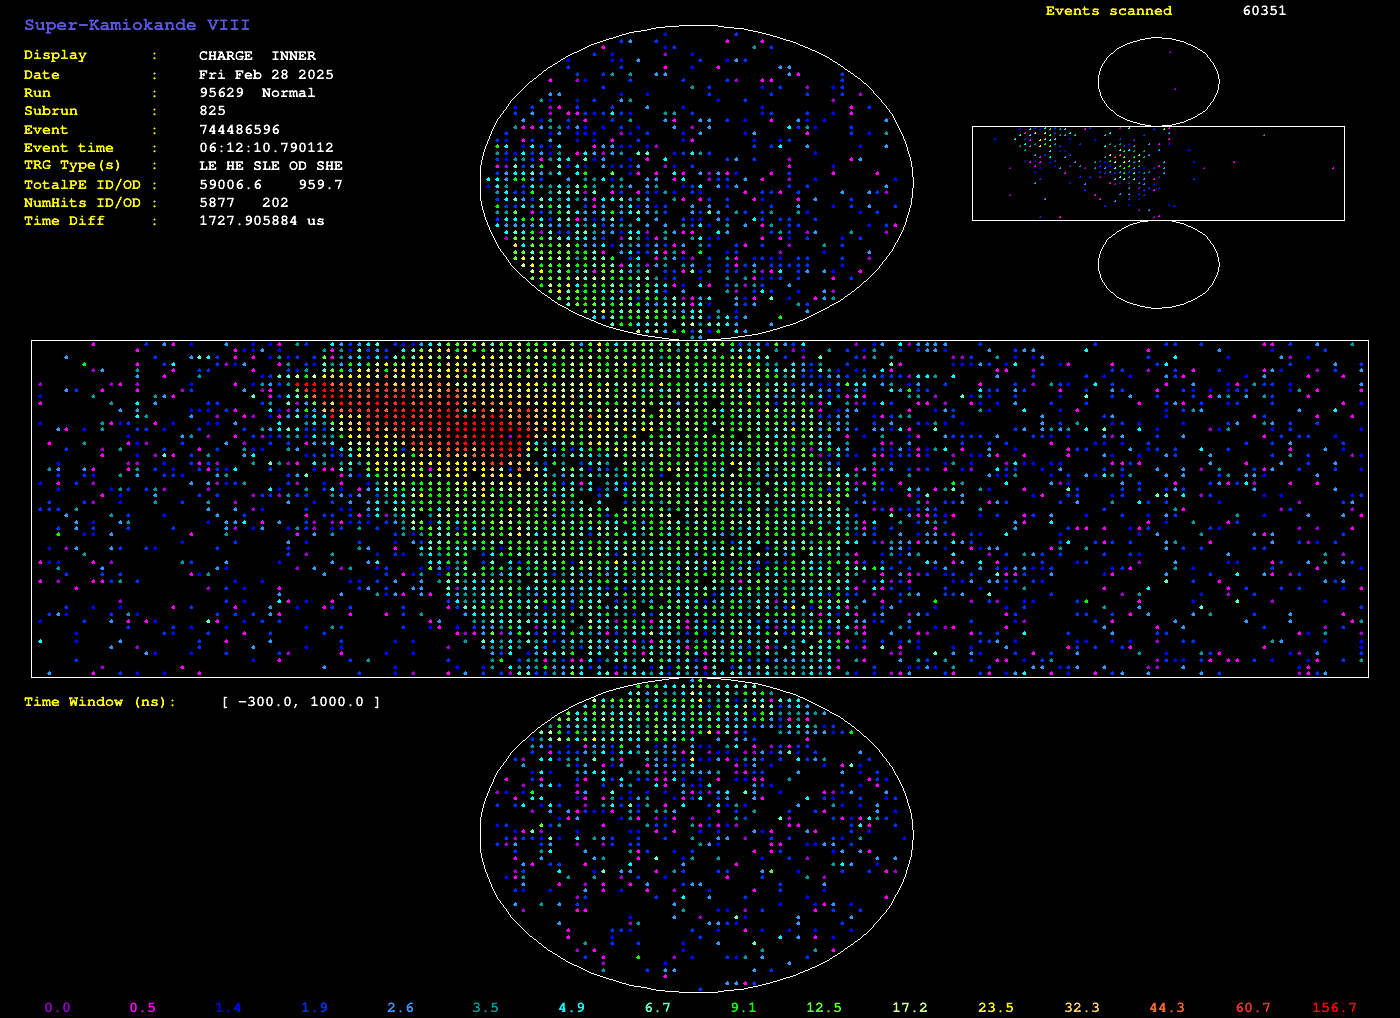 Super-Kamiokande VIII
Events scanned 60351
Display : CHARGE INNER
Date : Fri Feb 28 2025
Run : 95629 Normal
Subrun : 825
Event : 744486596
Event time : 06:12:10.790112
TRG Type(s) : LE HE SLE OD SHE
TotalPE ID/OD : 59006.6 959.7
NumHits ID/OD : 5877 202
Time Diff : 1727.905884 us
Time Window (ns): [ -300.0, 1000.0 ]
0.0 0.5 1.4 1.9 2.6 3.5 4.9 6.7 9.1 12.5 17.2 23.5 32.3 44.3 60.7 156.7